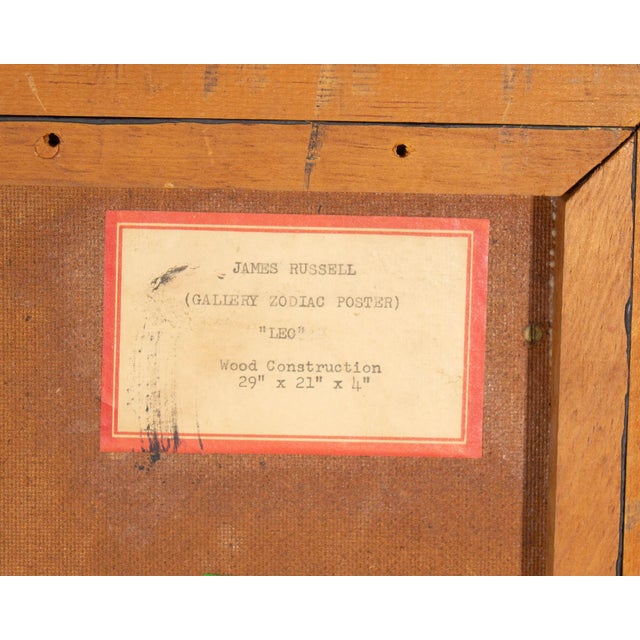 JAMES RUSSELL
(GALLERY ZODIAC POSTER)
"LEO"
Wood Construction
29" x 21" x 4"